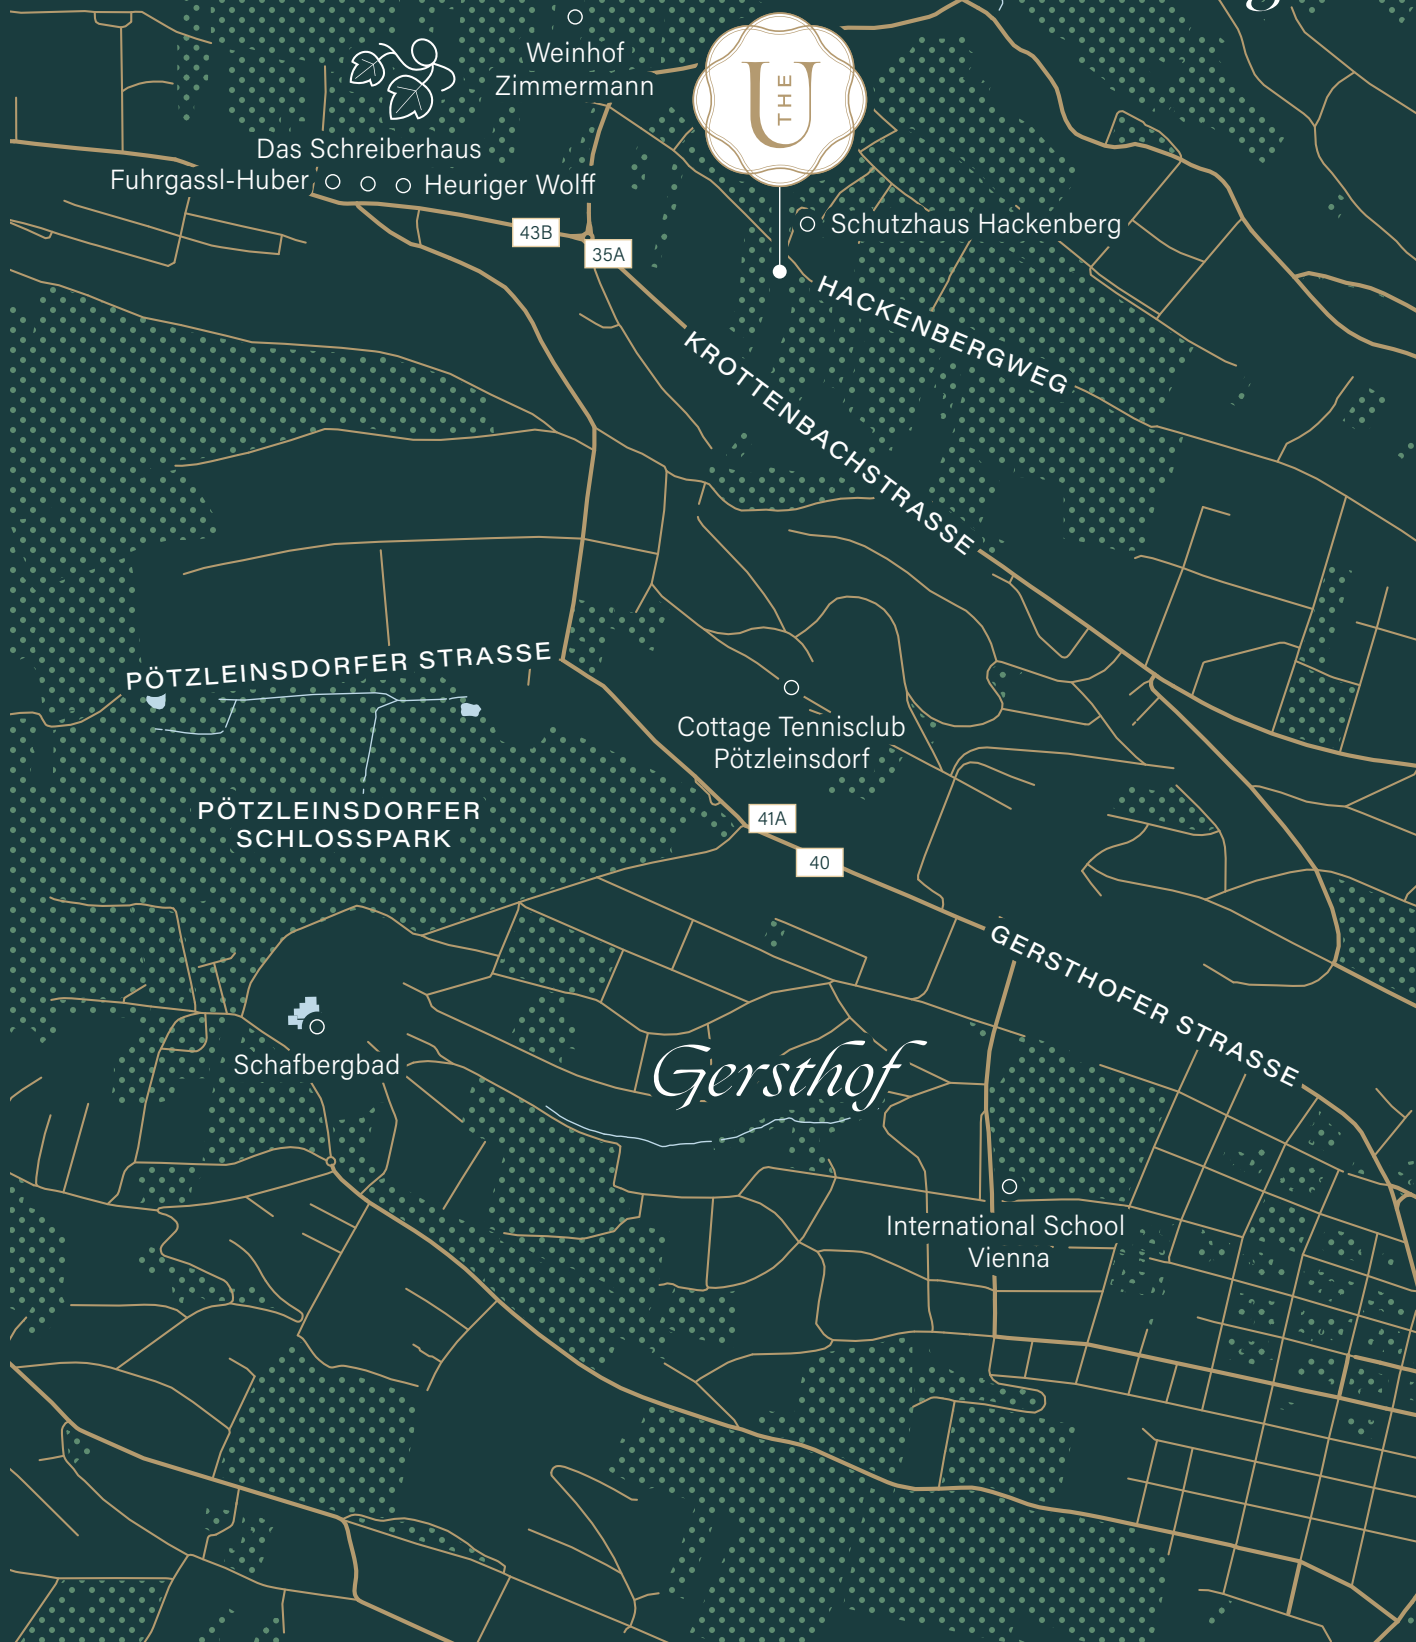 Weinhof
Zimmermann
THE U
Das Schreiberhaus
Fuhrgassl-Huber
Heuriger Wolff
Schutzhaus Hackenberg
43B
35A
HACKENBERGWEG
KROTTENBACHSTRASSE
PÖTZLEINSDORFER STRASSE
Cottage Tennisclub
Pötzleinsdorf
PÖTZLEINSDORFER
SCHLOSSPARK
41A
40
GERSTHOFER STRASSE
Schafbergbad
Gersthof
International School
Vienna